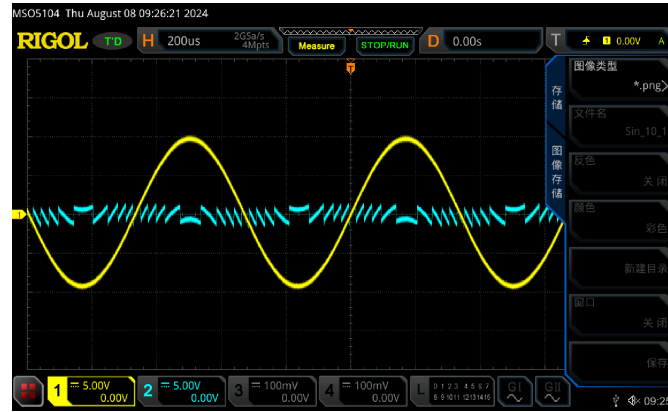 MSO5104 Thu August 08 09:26:21 2024
RIGOL T'D H 200us 2GSa/s 4Mpts Measure STOP/RUN D 0.00s T 1 0.00V A
T
图像类型
*.png
存储
文件名
Sin_10_1
图像存储
反色
关闭
颜色
彩色
1
新建目录
窗口
关闭
保存
1 5.00V 0.00V 2 5.00V 0.00V 3 100mV 0.00V 4 100mV 0.00V L 0 1 2 3 4 5 6 7 8 9 10 11 12 13 14 15 GI GII
09:26